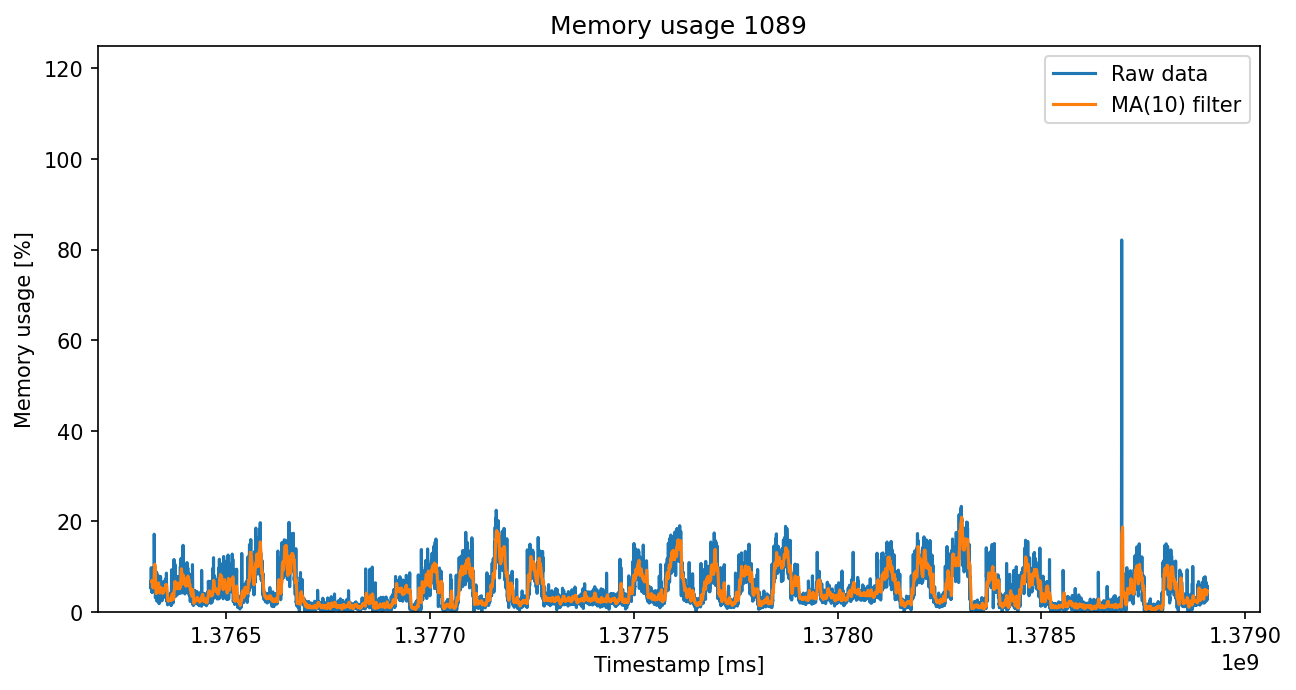 Memory usage 1089
Raw data
MA(10) filter
Memory usage [%]
120
100
80
60
40
20
0
1.3765 1.3770 1.3775 1.3780 1.3785 1.3790
1e9
Timestamp [ms]